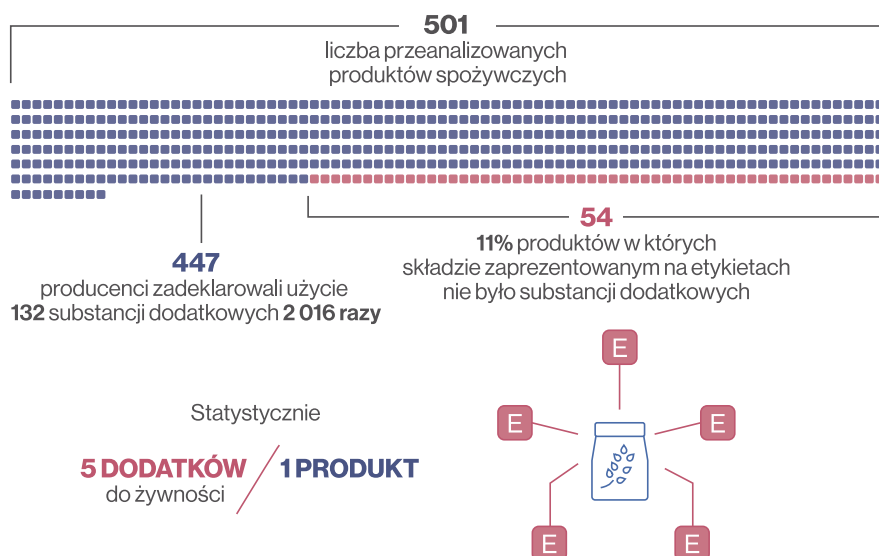 501
liczba przeanalizowanych
produktów spożywczych
447
producenci zadeklarowali użycie
132 substancji dodatkowych 2 016 razy
54
11% produktów w których
składzie zaprezentowanym na etykietach
nie było substancji dodatkowych
Statystycznie
5 DODATKÓW
do żywności
1 PRODUKT
E
E
E
E
E